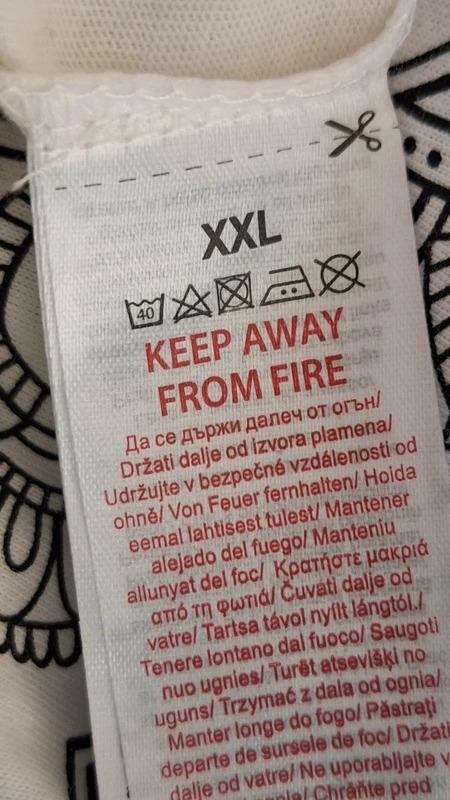 XXL
40
KEEP AWAY
FROM FIRE
Да се държи далеч от огън/
Držati dalje od izvora plamena/
Udržujte v bezpečné vzdálenosti od
ohně/ Von Feuer fernhalten/ Hoida
eemal lahtisest tulest/ Mantener
alejado del fuego/ Manteniu
allunyat del foc/ Κρατήστε μακριά
από τη φωτιά/ Čuvati dalje od
vatre/ Tartsa távol nyílt lángtól./
Tenere lontano dal fuoco/ Saugoti
nuo ugnies/ Turēt atsevišķi no
uguns/ Trzymać z dala od ognia/
Manter longe do fogo/ Păstrați
departe de sursele de foc/ Držati
dalje od vatre/ Ne uporabljajte v
Chráňte pred